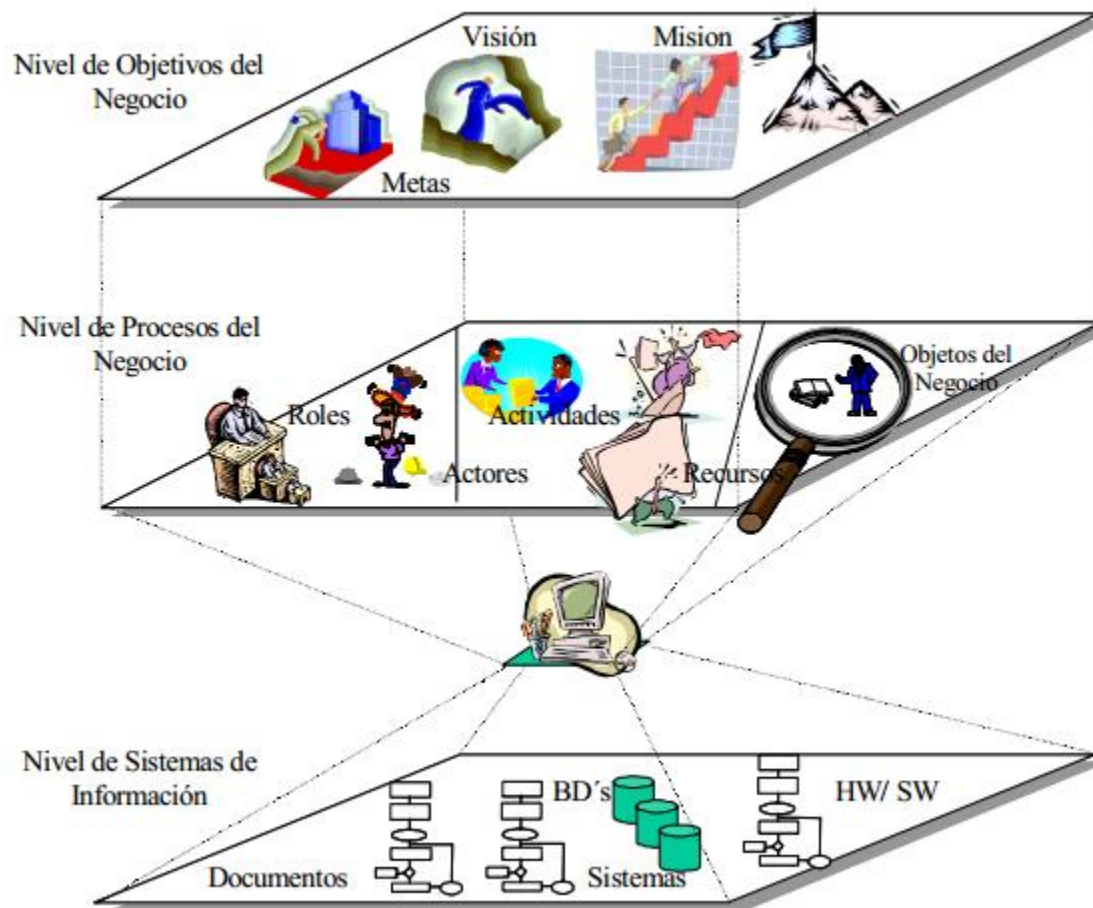 Nivel de Objetivos del
Negocio
Visión
Mision
Metas
Nivel de Procesos del
Negocio
Roles
Actores
Actividades
Recursos
Objetos del
Negocio
Nivel de Sistemas de
Información
Documentos
BD´s
Sistemas
HW/ SW